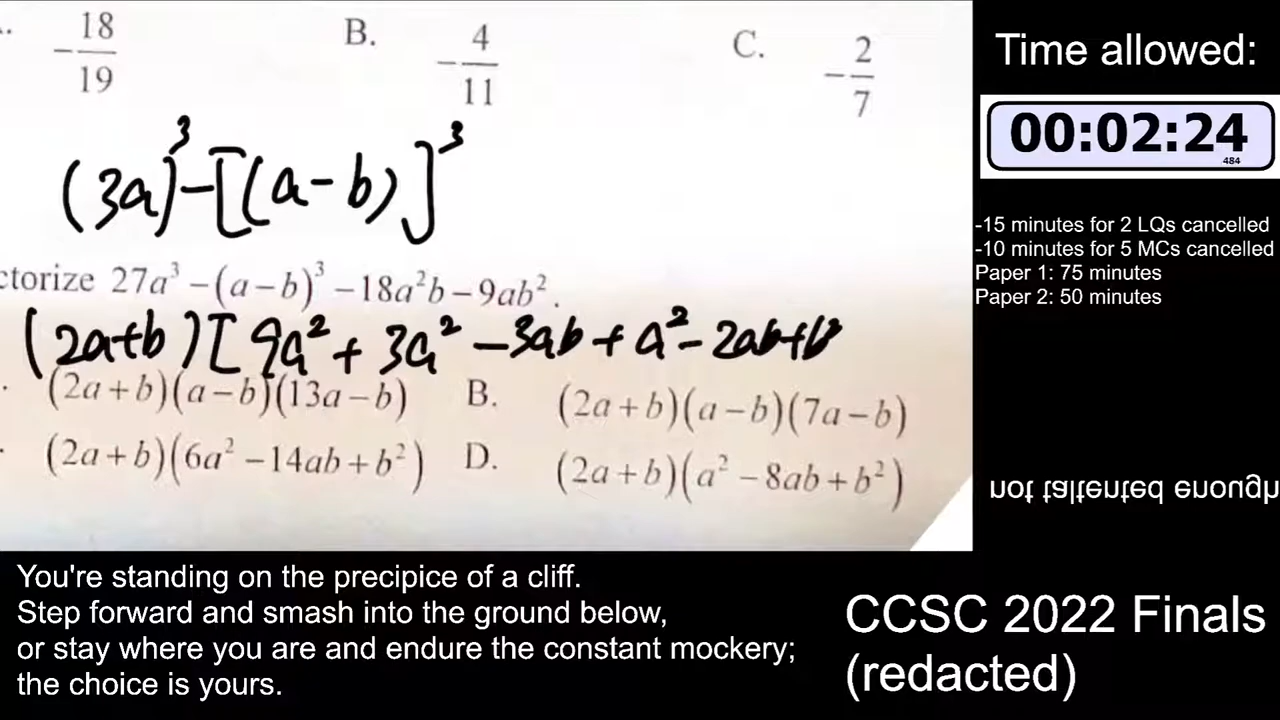 -18/19 B. -4/11 C. -2/7
(3a)³-[(a-b)]³
ctorize 27a³ -(a-b)³ -18a²b-9ab².
(2a+b)[9a²+3a²-3ab+a²-2ab+b²
(2a+b)(a-b)(13a-b) B. (2a+b)(a-b)(7a-b)
(2a+b)(6a²-14ab+b²) D. (2a+b)(a²-8ab+b²)
Time allowed:
00:02:24
484
-15 minutes for 2 LQs cancelled
-10 minutes for 5 MCs cancelled
Paper 1: 75 minutes
Paper 2: 50 minutes
not taltented enough
You're standing on the precipice of a cliff.
Step forward and smash into the ground below,
or stay where you are and endure the constant mockery;
the choice is yours.
CCSC 2022 Finals
(redacted)